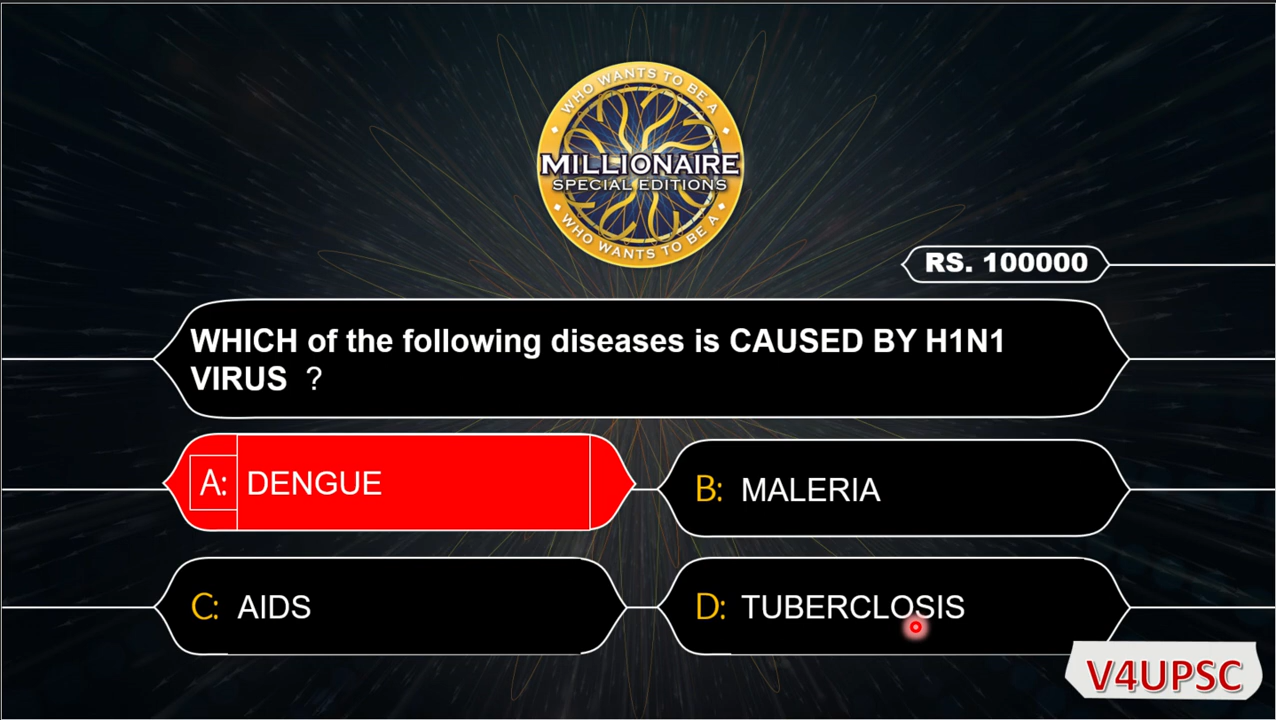 WHO WANTS TO BE A
MILLIONAIRE
SPECIAL EDITIONS
WHO WANTS TO BE A
RS. 100000
WHICH of the following diseases is CAUSED BY H1N1
VIRUS ?
A: DENGUE
B: MALERIA
C: AIDS
D: TUBERCLOSIS
V4UPSC